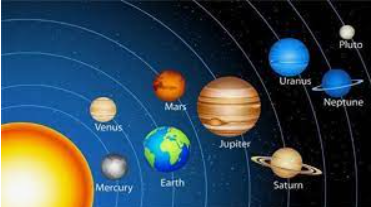 Pluto
Uranus
Neptune
Mars
Venus
Jupiter
Earth
Saturn
Mercury